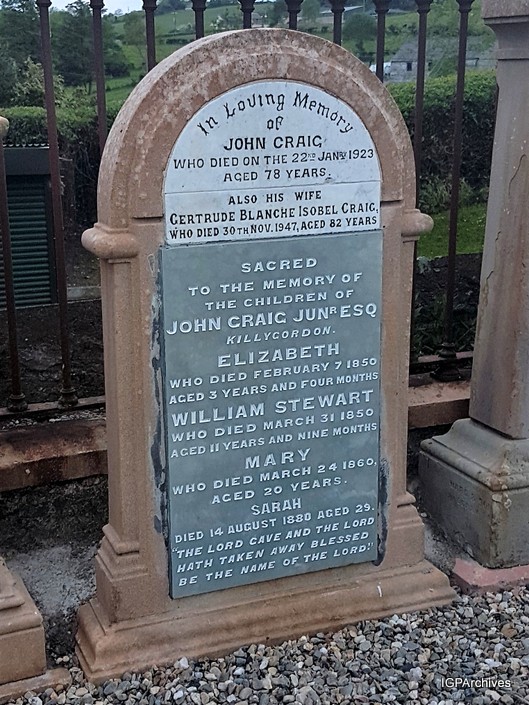 In Loving Memory
of
JOHN CRAIG
WHO DIED ON THE 22ND JANRY 1923
AGED 78 YEARS.
ALSO HIS WIFE
GERTRUDE BLANCHE ISOBEL CRAIG,
WHO DIED 30TH NOV. 1947, AGED 82 YEARS
SACRED
TO THE MEMORY OF
THE CHILDREN OF
JOHN CRAIG JUNR ESQ
KILLYGORDON.
ELIZABETH
WHO DIED FEBRUARY 7 1850
AGED 3 YEARS AND FOUR MONTHS
WILLIAM STEWART
WHO DIED MARCH 31 1850
AGED 11 YEARS AND NINE MONTHS
MARY
WHO DIED MARCH 24 1860,
AGED 20 YEARS.
SARAH
DIED 14 AUGUST 1880 AGED 29.
"THE LORD GAVE AND THE LORD
HATH TAKEN AWAY BLESSED
BE THE NAME OF THE LORD."
IGPArchives